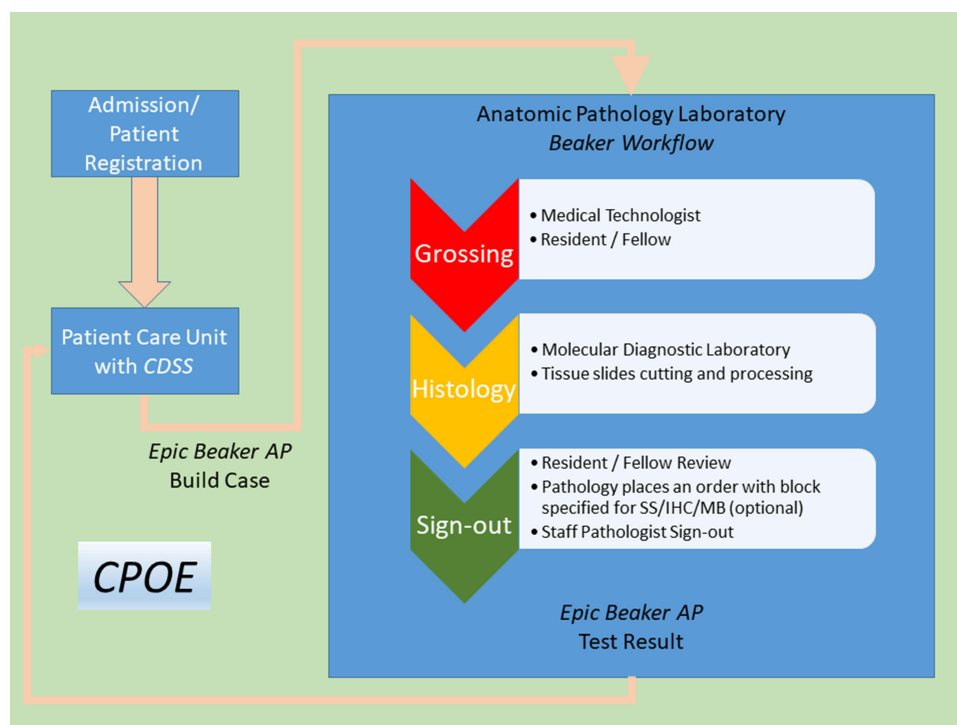 Admission/
Patient
Registration
Patient Care Unit
with CDSS
Epic Beaker AP
Build Case
CPOE
Anatomic Pathology Laboratory
Beaker Workflow
Grossing
• Medical Technologist
• Resident / Fellow
Histology
• Molecular Diagnostic Laboratory
• Tissue slides cutting and processing
Sign-out
• Resident / Fellow Review
• Pathology places an order with block
specified for SS/IHC/MB (optional)
• Staff Pathologist Sign-out
Epic Beaker AP
Test Result